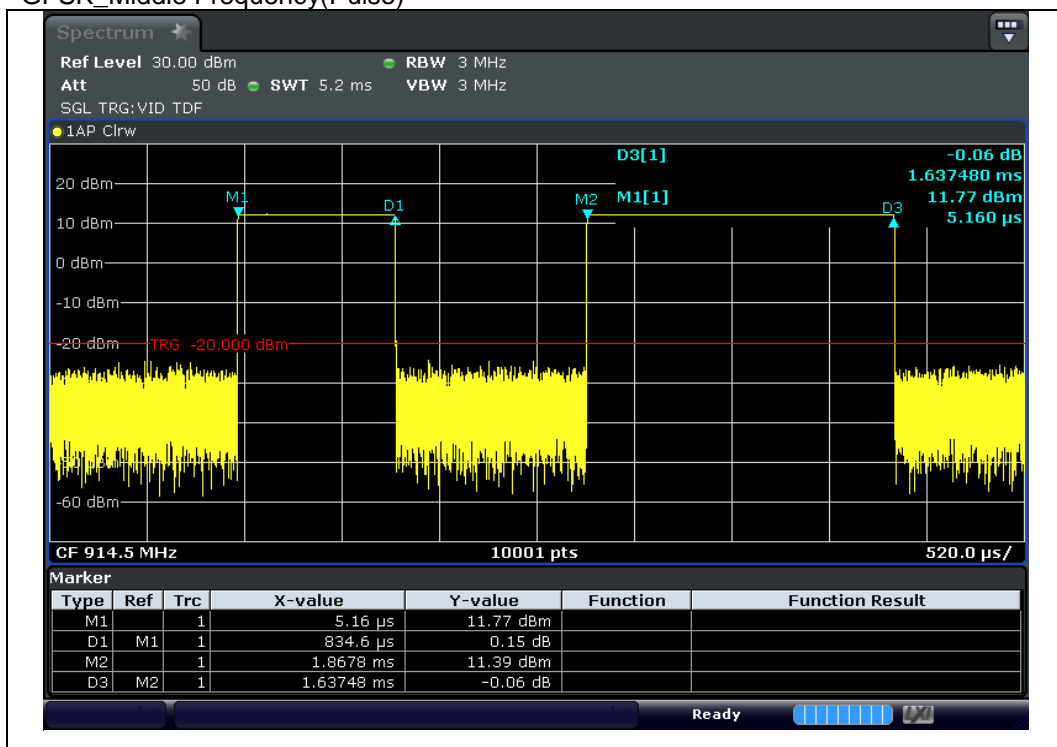 GFSK_Middle Frequency(Pulse)
Spectrum
Ref Level 30.00 dBm RBW 3 MHz
Att 50 dB SWT 5.2 ms VBW 3 MHz
SGL TRG:VID TDF
1AP Clrw
D3[1] -0.06 dB
1.637480 ms
M1[1] 11.77 dBm
5.160 µs
20 dBm
M1
D1
M2
D3
10 dBm
0 dBm
-10 dBm
-20 dBm
TRG -20.000 dBm
-60 dBm
CF 914.5 MHz 10001 pts 520.0 µs/
Marker
Type Ref Trc X-value Y-value Function Function Result
M1 1 5.16 µs 11.77 dBm
D1 M1 1 834.6 µs 0.15 dB
M2 1 1.8678 ms 11.39 dBm
D3 M2 1 1.63748 ms -0.06 dB
Ready